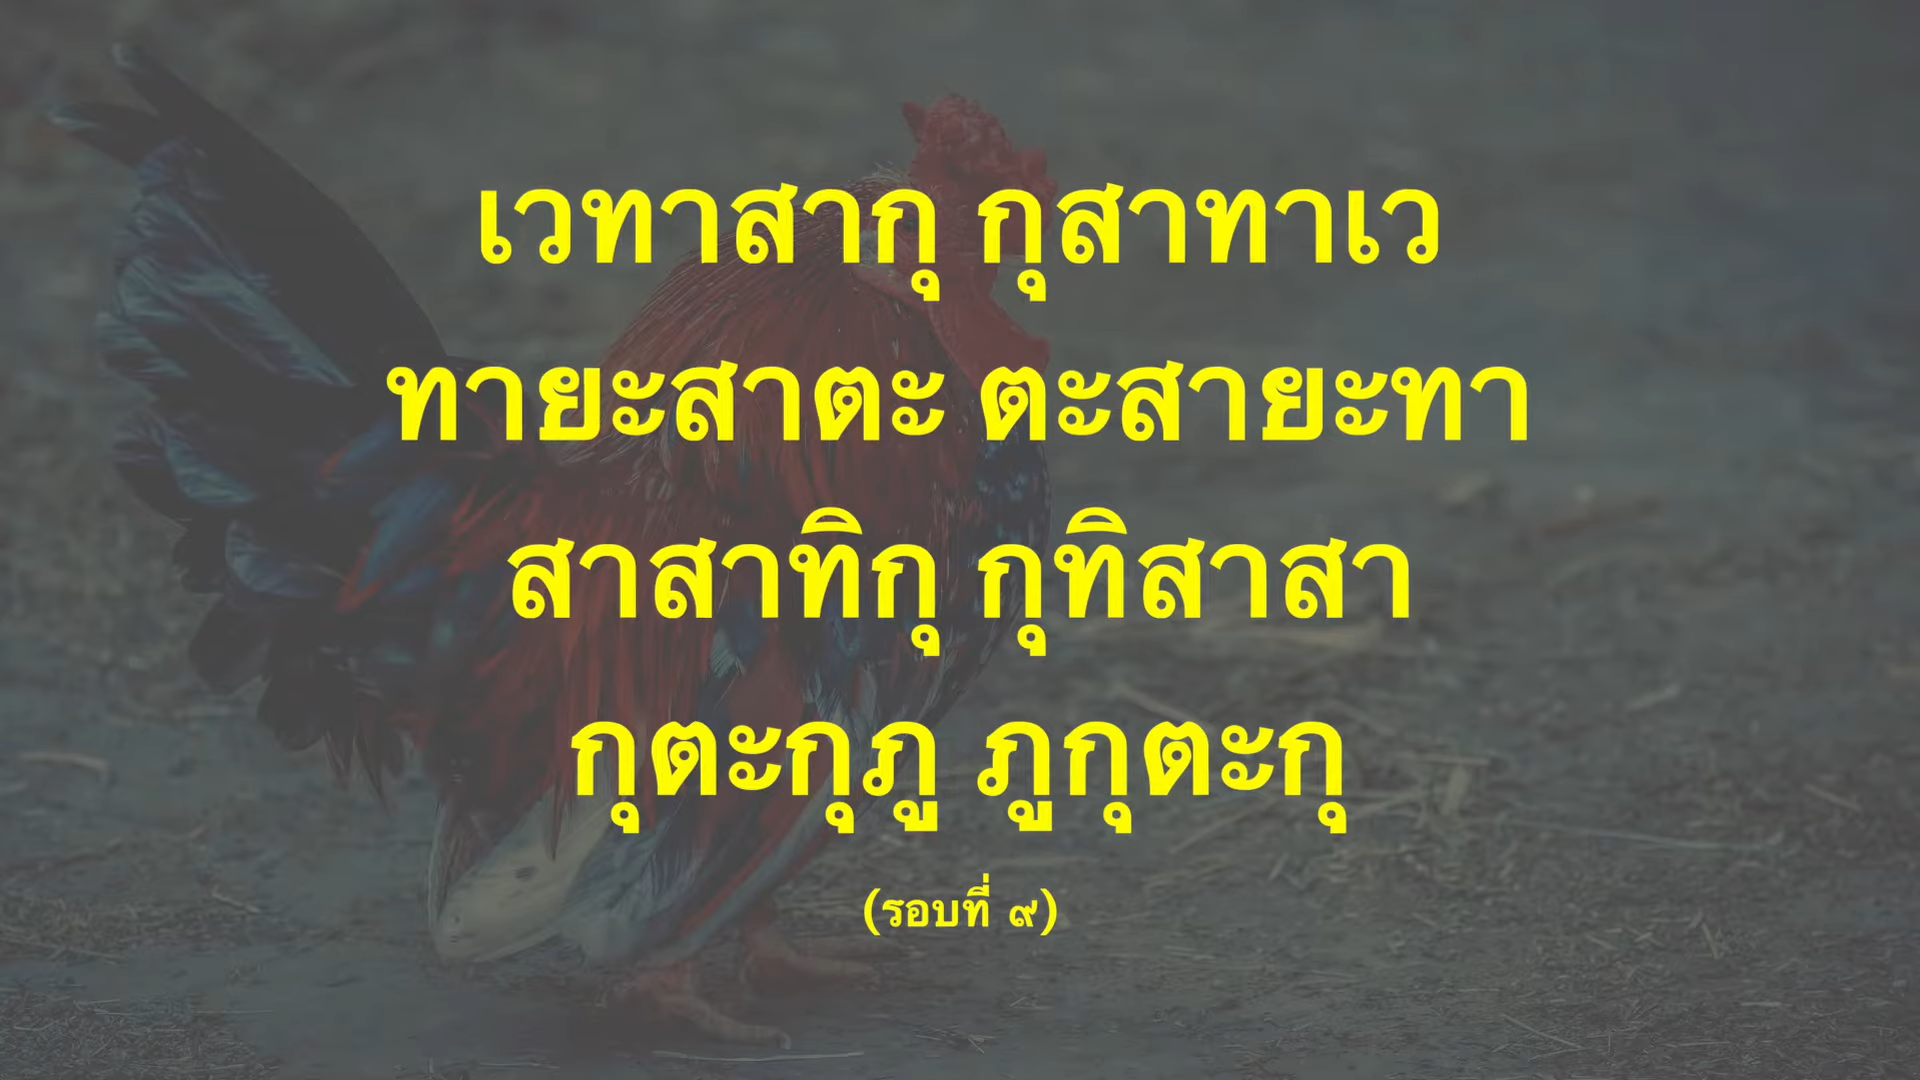 เวทาสากุ กุสาทาเว
ทายะสาตะ ตะสายะทา
สาสาทิกุ กุทิสาสา
กุตะกุภู ภูกุตะกุ
(รอบที่ ๙)